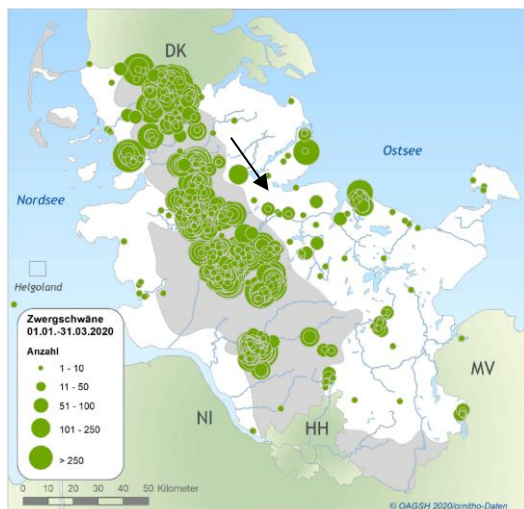 DK
Ostsee
Nordsee
Helgoland
Zwergschwäne
01.01.-31.03.2020
Anzahl
1 - 10
11 - 50
51 - 100
101 - 250
> 250
MV
NI
HH
0 10 20 30 40 50 Kilometer
© OAGSH 2020/ornitho-Daten